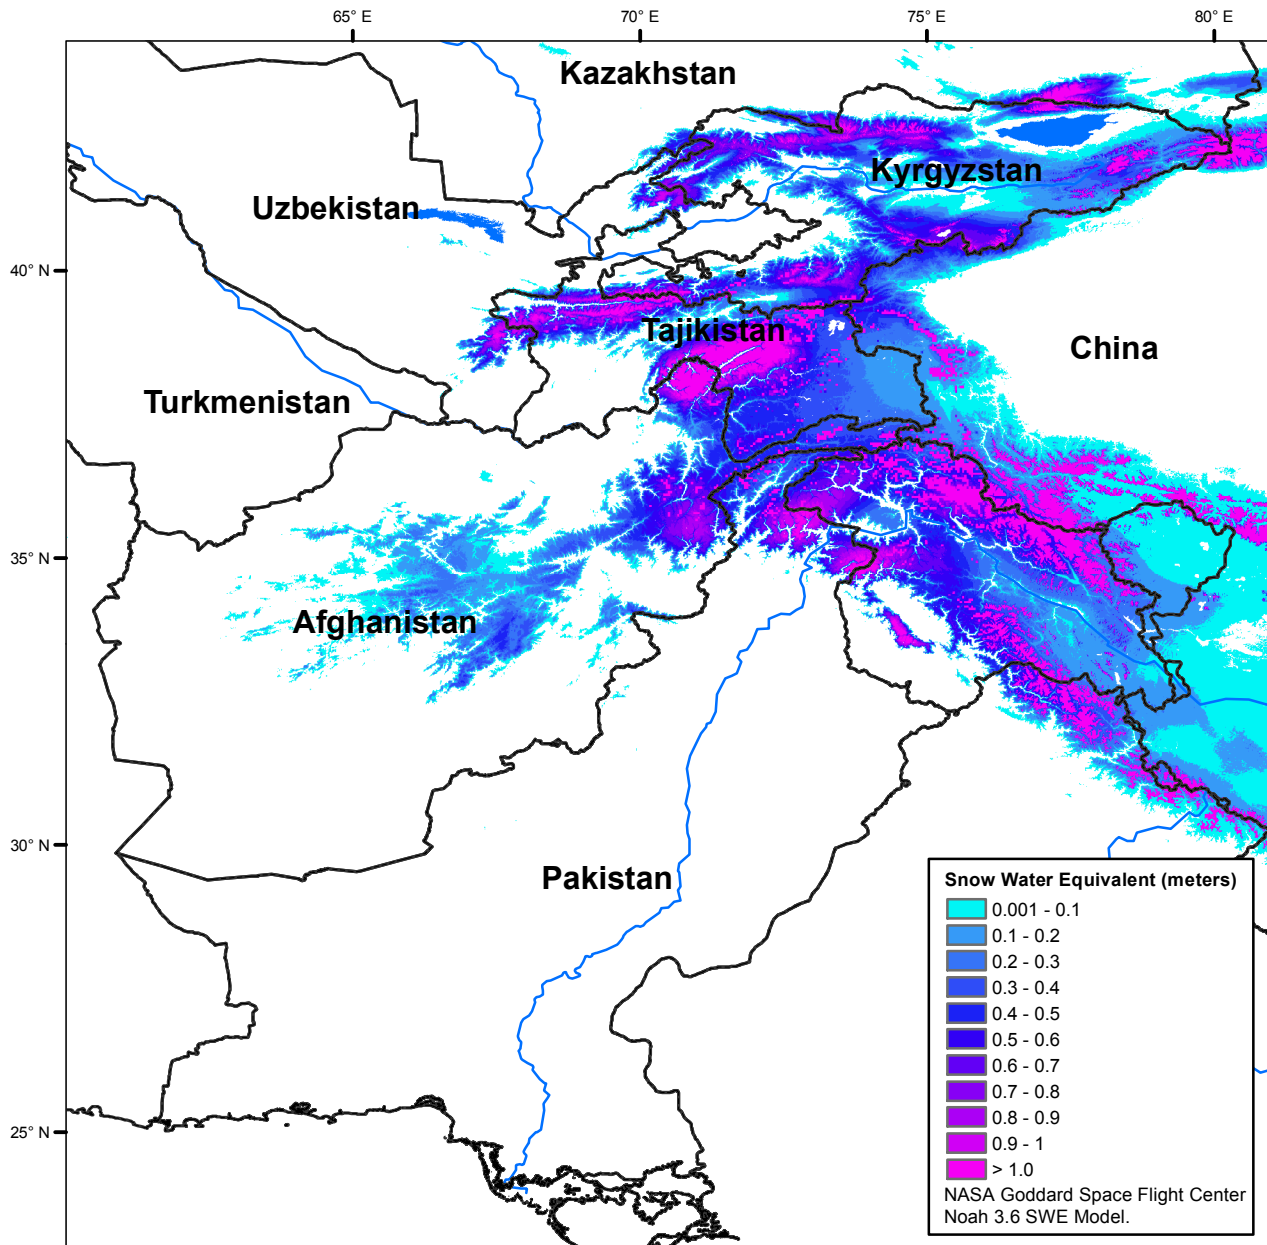 65° E
70° E
75° E
80° E
Kazakhstan
Kyrgyzstan
Uzbekistan
40° N
Tajikistan
China
Turkmenistan
35° N
Afghanistan
30° N
Pakistan
25° N
Snow Water Equivalent (meters)
0.001 - 0.1
0.1 - 0.2
0.2 - 0.3
0.3 - 0.4
0.4 - 0.5
0.5 - 0.6
0.6 - 0.7
0.7 - 0.8
0.8 - 0.9
0.9 - 1
> 1.0
NASA Goddard Space Flight Center
Noah 3.6 SWE Model.